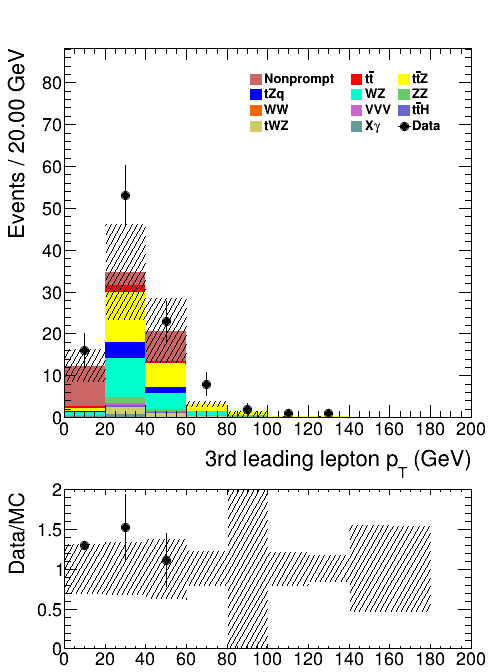 Events / 20.00 GeV
80
70
60
50
40
30
20
10
0
Nonprompt tt̄ tt̄Z
tZq WZ ZZ
WW VVV tt̄H
tWZ Xγ Data
0 20 40 60 80 100 120 140 160 180 200
3rd leading lepton p_T (GeV)
Data/MC
2
1.5
1
0.5
0
0 20 40 60 80 100 120 140 160 180 200